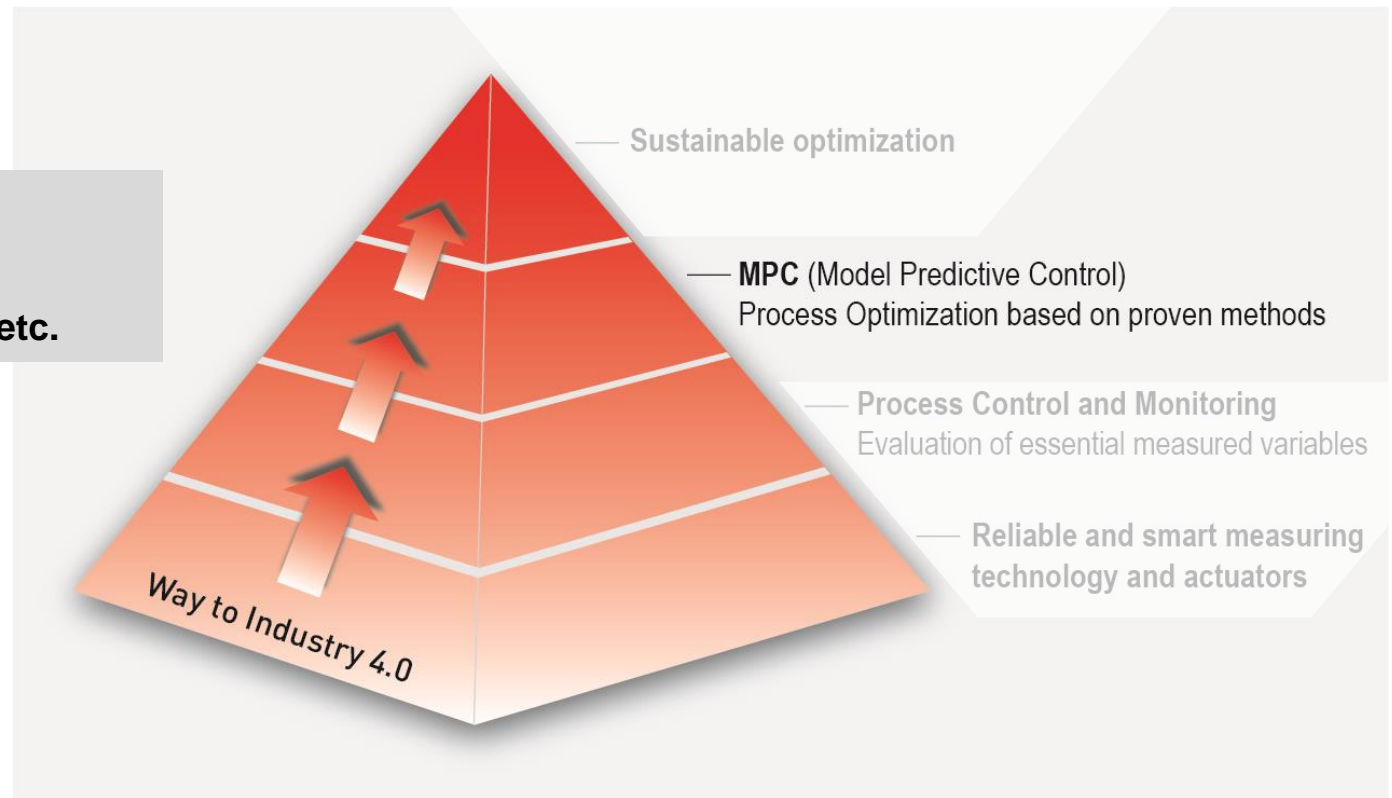 Sustainable optimization
etc.
MPC (Model Predictive Control)
Process Optimization based on proven methods
Process Control and Monitoring
Evaluation of essential measured variables
Reliable and smart measuring
technology and actuators
Way to Industry 4.0